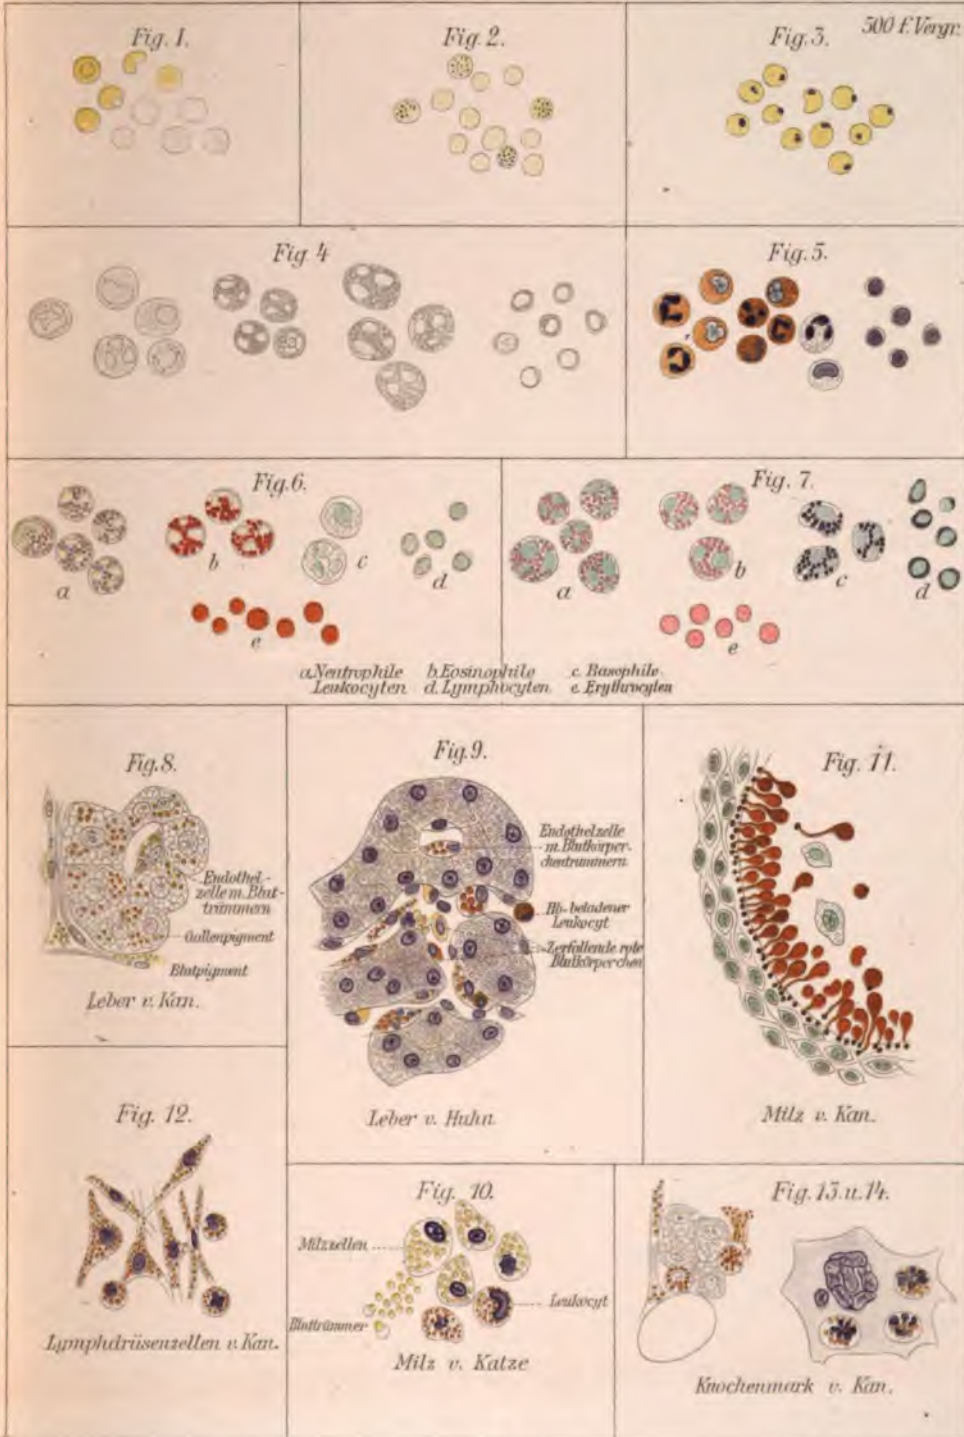 Fig. 1.
Fig. 2.
Fig. 3.
500 f. Vergr.
Fig. 4
Fig. 5.
Fig. 6.
a
b
c
d
e
Fig. 7.
a
b
c
d
e
a. Neutrophile b. Eosinophile c. Basophile.
Leukocyten d. Lymphocyten e. Erythrocyten
Fig. 8.
Endothel-
zelle m. Blut-
trümmern
Gallenpigment
Blutpigment
Leber v. Kan.
Fig. 9.
Endothelzelle
m. Blutkörper-
chentrümmern
Hb-beladener
Leukocyt
Zerfallende rote
Blutkörperchen
Leber v. Huhn
Fig. 11.
Milz v. Kan.
Fig. 12.
Lymphdrüsenzellen v. Kan.
Fig. 10.
Milzzellen
Leukocyt
Bluttrümmer
Milz v. Katze
Fig. 13. u. 14.
Knochenmark v. Kan.